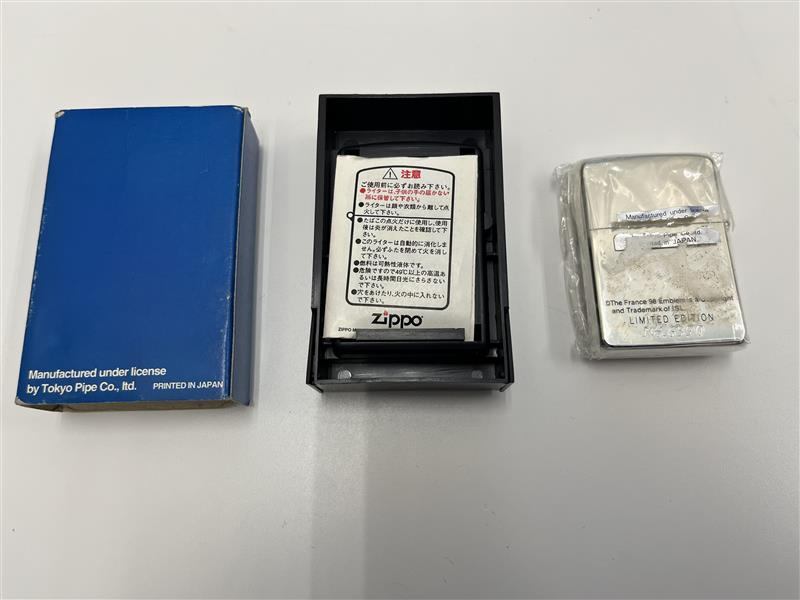 Manufactured under license
by Tokyo Pipe Co., ltd. PRINTED IN JAPAN
注意
ご使用前に必ずお読み下さい。
●ライターは、子供の手の届かない
所に保管して下さい。
●ライターは顔や衣類から離して点
火して下さい。
●たばこの点火だけに使用し、使用
後は炎が消えたことを確認して下
さい。
●このライターは自動的に消化しま
せん。必ずふたを閉めて火を消し
て下さい。
●燃料は可熱性液体です。
●危険ですので49℃以上の高温あ
るいは長時間日光にさらさない
で下さい。
●穴をあけたり、火の中に入れない
で下さい。
zippo
ZIPPO
Manufactured under
Tokyo Pipe Co. ltd.
JAPAN.
©The France 98 Emblem is a Copyright
and Trademark of ISL.
LIMITED EDITION